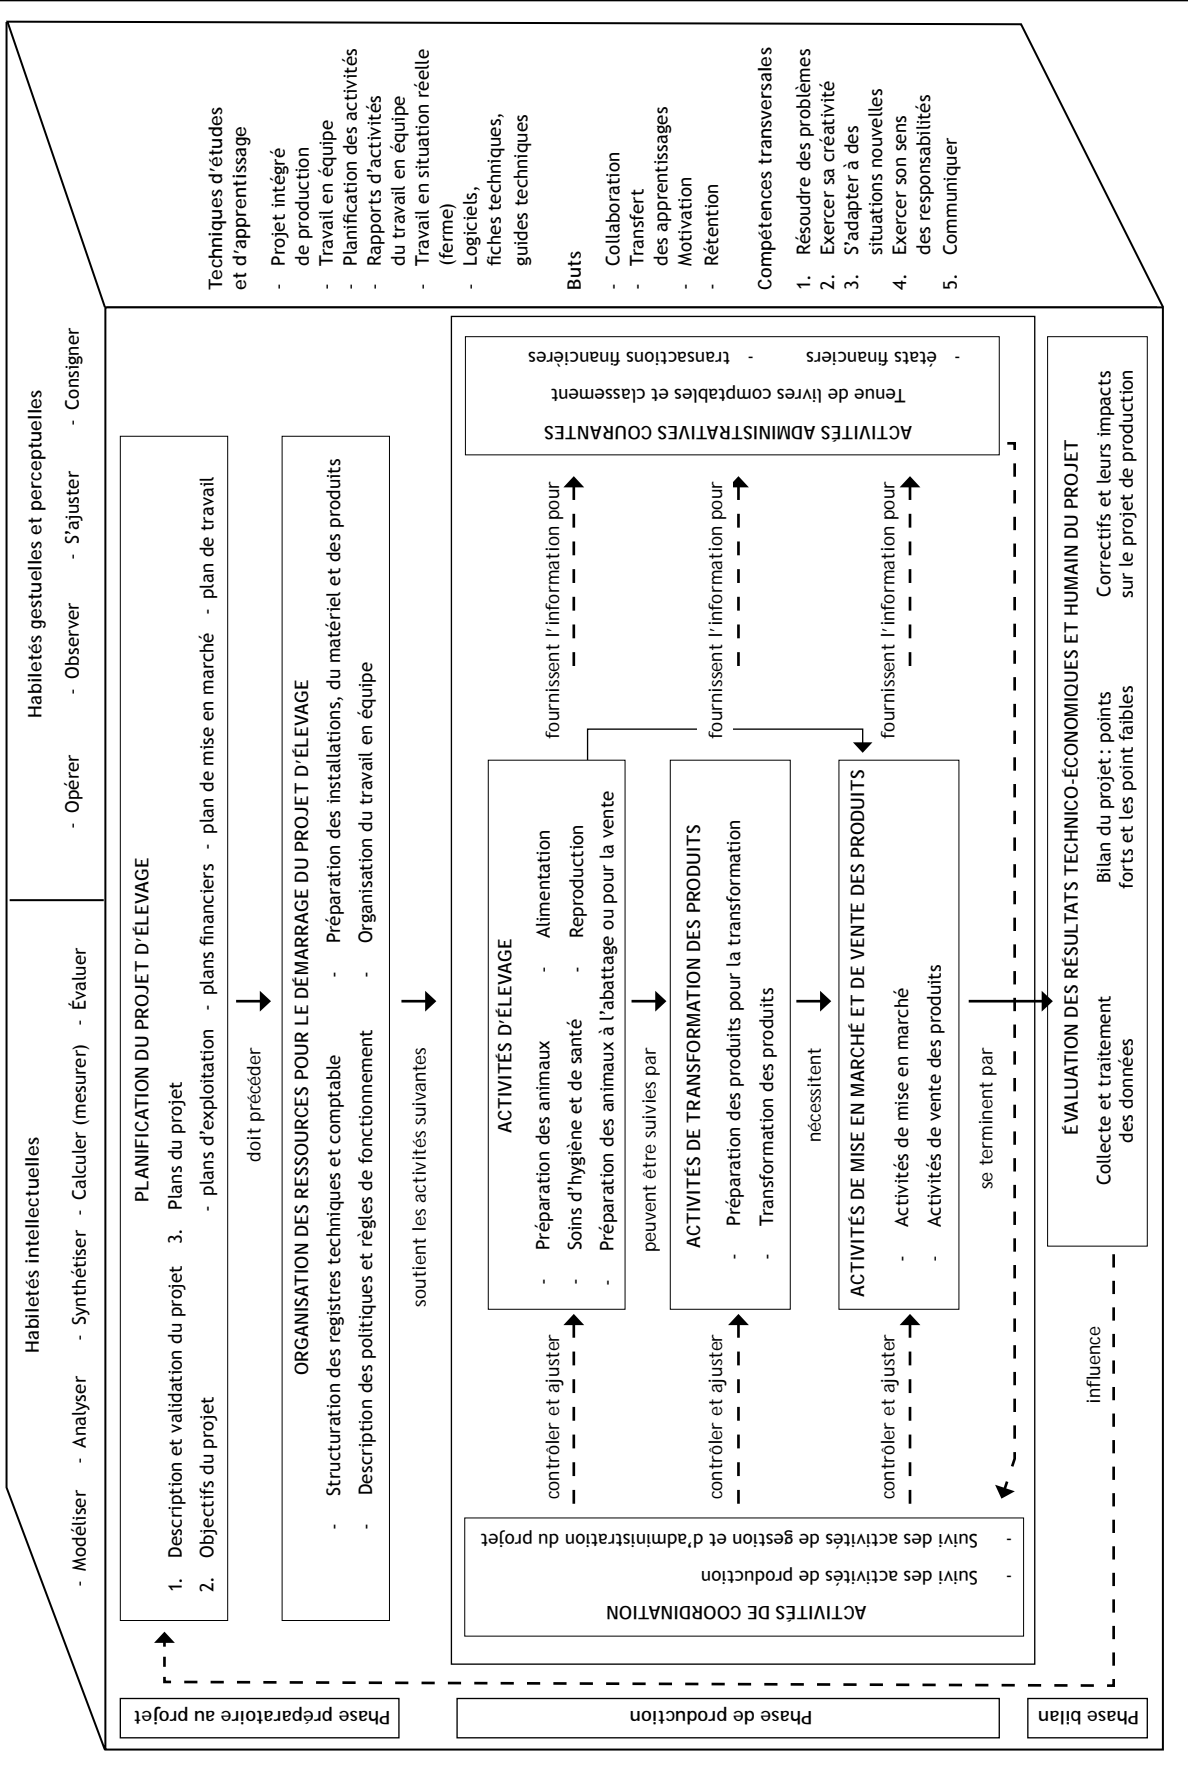 Habiletés intellectuelles
- Modéliser - Analyser - Synthétiser - Calculer (mesurer) - Évaluer
Habiletés gestuelles et perceptuelles
- Opérer - Observer - S'ajuster - Consigner
Techniques d'études
et d'apprentissage
- Projet intégré
de production
- Travail en équipe
- Planification des activités
- Rapports d'activités
du travail en équipe
- Travail en situation réelle
(ferme)
- Logiciels,
fiches techniques,
guides techniques
Buts
- Collaboration
- Transfert
des apprentissages
- Motivation
- Rétention
Compétences transversales
1. Résoudre des problèmes
2. Exercer sa créativité
3. S'adapter à des
situations nouvelles
4. Exercer son sens
des responsabilités
5. Communiquer
Phase préparatoire au projet
PLANIFICATION DU PROJET D'ÉLEVAGE
1. Description et validation du projet 3. Plans du projet
2. Objectifs du projet - plans d'exploitation - plans financiers - plan de mise en marché - plan de travail
doit précéder
ORGANISATION DES RESSOURCES POUR LE DÉMARRAGE DU PROJET D'ÉLEVAGE
- Structuration des registres techniques et comptable - Préparation des installations, du matériel et des produits
- Description des politiques et règles de fonctionnement - Organisation du travail en équipe
soutient les activités suivantes
Phase de production
ACTIVITÉS DE COORDINATION
- Suivi des activités de production
- Suivi des activités de gestion et d'administration du projet
contrôler et ajuster
contrôler et ajuster
contrôler et ajuster
ACTIVITÉS D'ÉLEVAGE
- Préparation des animaux - Alimentation
- Soins d'hygiène et de santé - Reproduction
- Préparation des animaux à l'abattage ou pour la vente
peuvent être suivies par
ACTIVITÉS DE TRANSFORMATION DES PRODUITS
- Préparation des produits pour la transformation
- Transformation des produits
nécessitent
ACTIVITÉS DE MISE EN MARCHÉ ET DE VENTE DES PRODUITS
- Activités de mise en marché
- Activités de vente des produits
se terminent par
fournissent l'information pour
fournissent l'information pour
fournissent l'information pour
ACTIVITÉS ADMINISTRATIVES COURANTES
Tenue de livres comptables et classement
- états financiers - transactions financières
Phase bilan
ÉVALUATION DES RÉSULTATS TECHNICO-ÉCONOMIQUES ET HUMAIN DU PROJET
Collecte et traitement
des données
Bilan du projet : points
forts et les point faibles
Correctifs et leurs impacts
sur le projet de production
influence